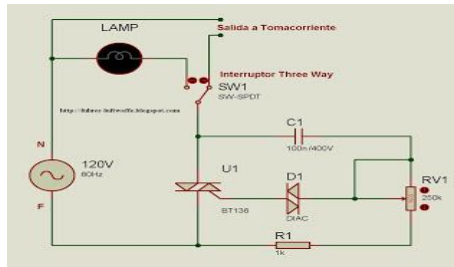 LAMP
Salida a Tomacorriente
Interruptor Three Way
SW1
SW-SPDT
C1
100n/400V
N
120V
60Hz
F
U1
BT136
D1
DIAC
RV1
250k
R1
1k